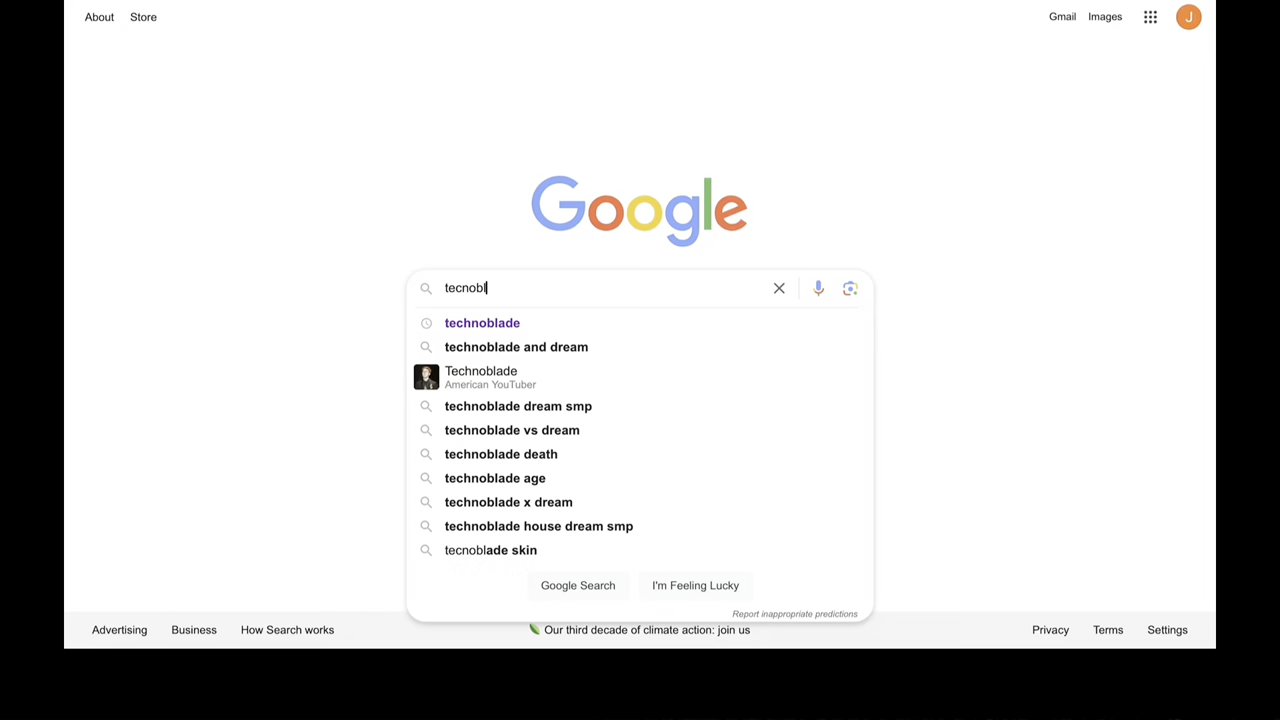 About Store
Gmail Images
J
Google
tecnobl
technoblade
technoblade and dream
Technoblade
American YouTuber
technoblade dream smp
technoblade vs dream
technoblade death
technoblade age
technoblade x dream
technoblade house dream smp
tecnoblade skin
Google Search I'm Feeling Lucky
Report inappropriate predictions
Advertising Business How Search works Our third decade of climate action: join us Privacy Terms Settings